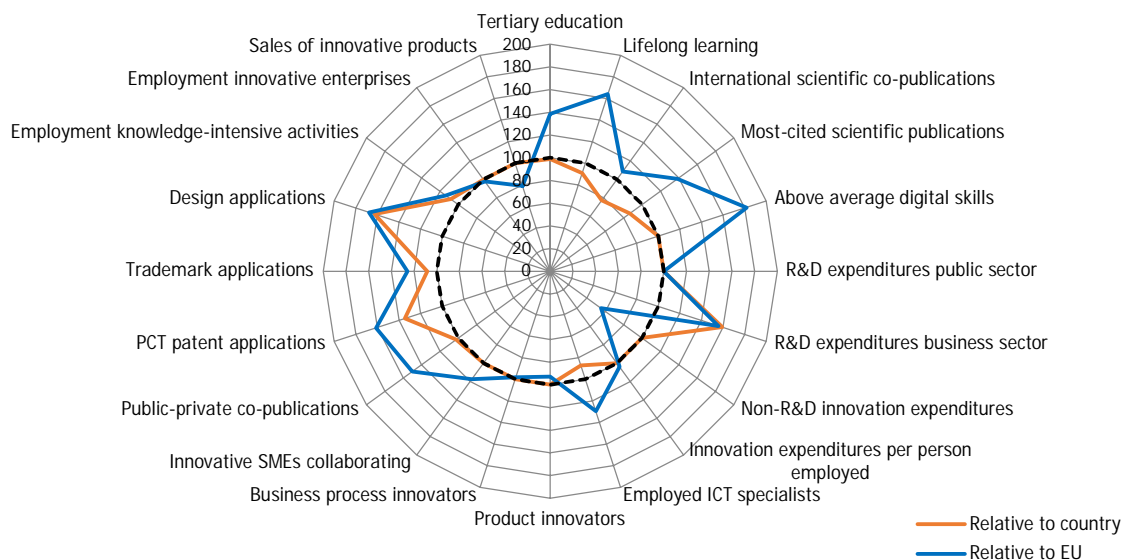 Tertiary education
Lifelong learning
International scientific co-publications
Most-cited scientific publications
Above average digital skills
R&D expenditures public sector
R&D expenditures business sector
Non-R&D innovation expenditures
Innovation expenditures per person
employed
Employed ICT specialists
Product innovators
Business process innovators
Innovative SMEs collaborating
Public-private co-publications
PCT patent applications
Trademark applications
Design applications
Employment knowledge-intensive activities
Employment innovative enterprises
Sales of innovative products
200
180
160
140
120
100
80
60
40
20
0
Relative to country
Relative to EU